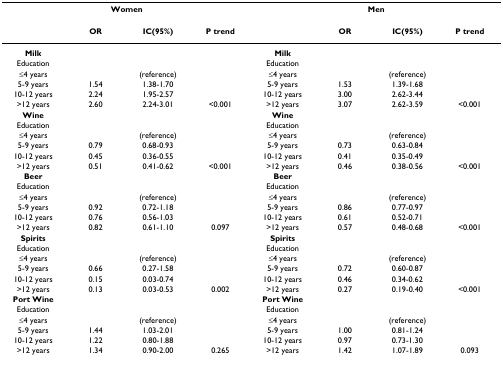 Women Men
OR IC(95%) P trend OR IC(95%) P trend
Milk Milk
Education Education
≤4 years (reference) ≤4 years (reference)
5-9 years 1.54 1.38-1.70 5-9 years 1.53 1.39-1.68
10-12 years 2.24 1.95-2.57 10-12 years 3.00 2.62-3.44
>12 years 2.60 2.24-3.01 <0.001 >12 years 3.07 2.62-3.59 <0.001
Wine Wine
Education Education
≤4 years (reference) ≤4 years (reference)
5-9 years 0.79 0.68-0.93 5-9 years 0.73 0.63-0.84
10-12 years 0.45 0.36-0.55 10-12 years 0.41 0.35-0.49
>12 years 0.51 0.41-0.62 <0.001 >12 years 0.46 0.38-0.56 <0.001
Beer Beer
Education Education
≤4 years (reference) ≤4 years (reference)
5-9 years 0.92 0.72-1.18 5-9 years 0.86 0.77-0.97
10-12 years 0.76 0.56-1.03 10-12 years 0.61 0.52-0.71
>12 years 0.82 0.61-1.10 0.097 >12 years 0.57 0.48-0.68 <0.001
Spirits Spirits
Education Education
≤4 years (reference) ≤4 years (reference)
5-9 years 0.66 0.27-1.58 5-9 years 0.72 0.60-0.87
10-12 years 0.15 0.03-0.74 10-12 years 0.46 0.34-0.62
>12 years 0.13 0.03-0.53 0.002 >12 years 0.27 0.19-0.40 <0.001
Port Wine Port Wine
Education Education
≤4 years (reference) ≤4 years (reference)
5-9 years 1.44 1.03-2.01 5-9 years 1.00 0.81-1.24
10-12 years 1.22 0.80-1.88 10-12 years 0.97 0.73-1.30
>12 years 1.34 0.90-2.00 0.265 >12 years 1.42 1.07-1.89 0.093